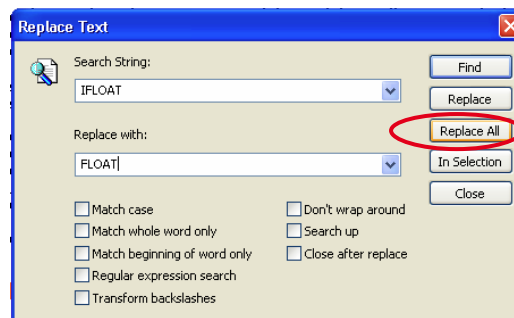 Replace Text
Search String:
IFLOAT
Replace with:
FLOAT
Match case
Match whole word only
Match beginning of word only
Regular expression search
Transform backslashes
Don't wrap around
Search up
Close after replace
Find
Replace
Replace All
In Selection
Close